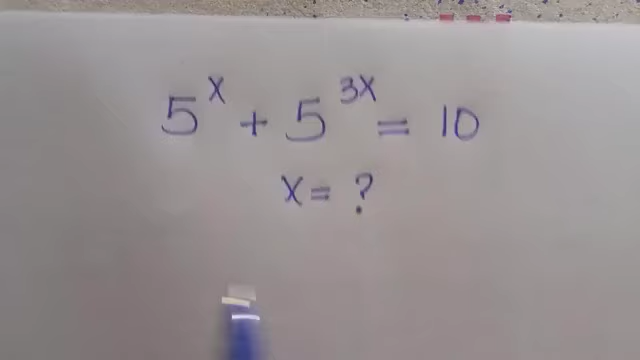 5^x + 5^3x = 10
x = ?